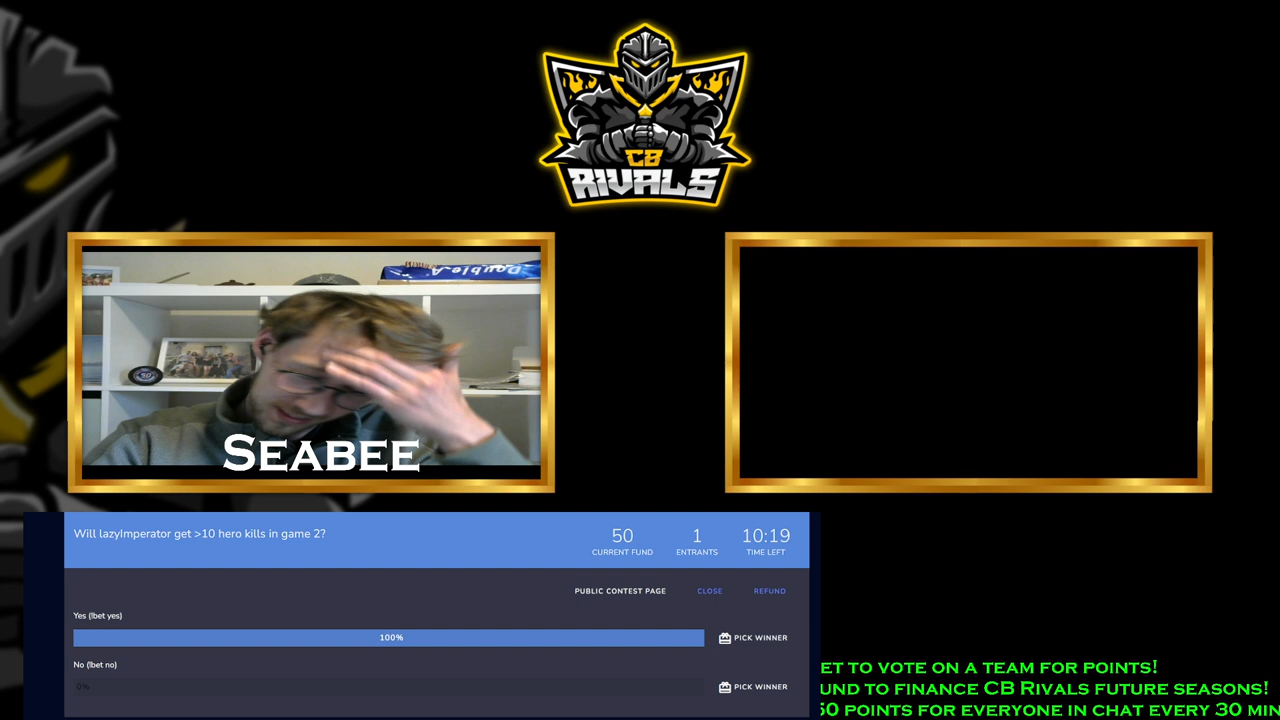 CB
RIVALS
Double A
SEABEE
Will lazyImperator get >10 hero kills in game 2?
50
CURRENT FUND
1
ENTRANTS
10:19
TIME LEFT
PUBLIC CONTEST PAGE
CLOSE
REFUND
Yes (!bet yes)
100%
PICK WINNER
No (!bet no)
0%
PICK WINNER
ET TO VOTE ON A TEAM FOR POINTS!
UND TO FINANCE CB RIVALS FUTURE SEASONS!
50 POINTS FOR EVERYONE IN CHAT EVERY 30 MIN